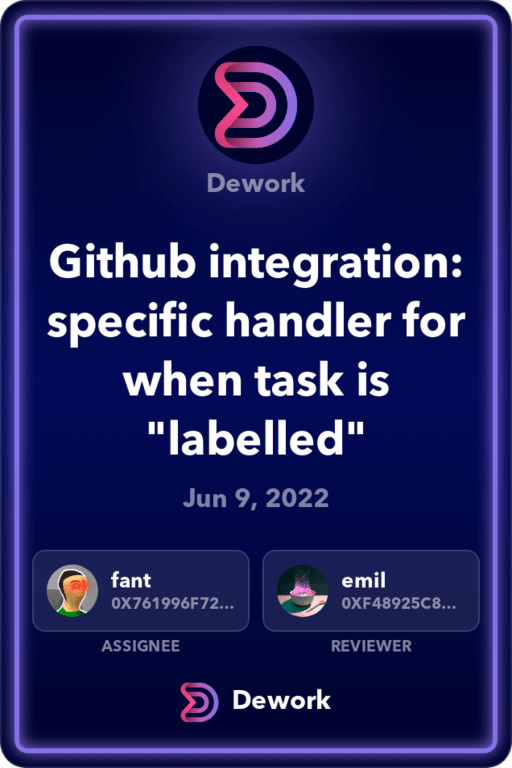 Dework
Github integration:
specific handler for
when task is
"labelled"
Jun 9, 2022
fant
0X761996F72...
ASSIGNEE
emil
0XF48925C8...
REVIEWER
Dework